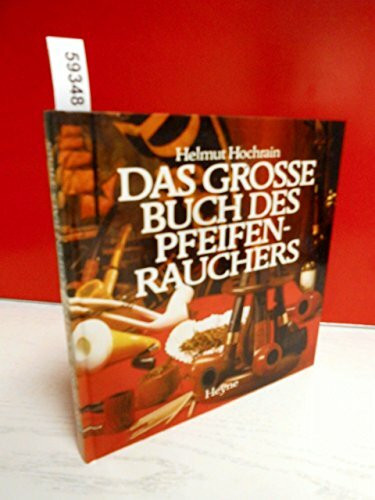 59348
Helmut Hochrain
DAS GROSSE
BUCH DES
PFEIFEN-
RAUCHERS
Heyne